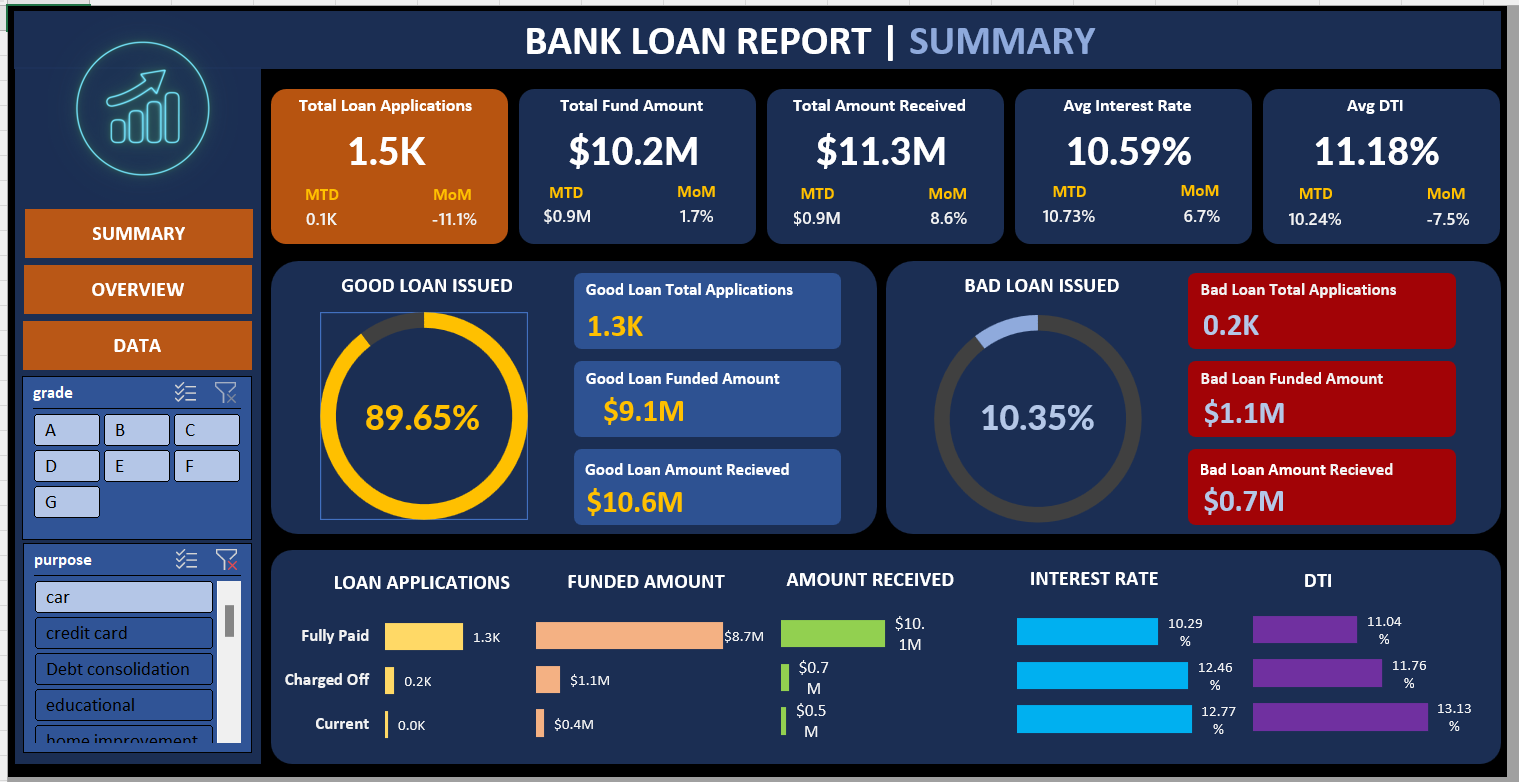 BANK LOAN REPORT | SUMMARY
Total Loan Applications
1.5K
MTD MoM
0.1K -11.1%
Total Fund Amount
$10.2M
MTD MoM
$0.9M 1.7%
Total Amount Received
$11.3M
MTD MoM
$0.9M 8.6%
Avg Interest Rate
10.59%
MTD MoM
10.73% 6.7%
Avg DTI
11.18%
MTD MoM
10.24% -7.5%
SUMMARY
OVERVIEW
DATA
grade
A B C
D E F
G
purpose
car
credit card
Debt consolidation
educational
home improvement
GOOD LOAN ISSUED
89.65%
Good Loan Total Applications
1.3K
Good Loan Funded Amount
$9.1M
Good Loan Amount Recieved
$10.6M
BAD LOAN ISSUED
10.35%
Bad Loan Total Applications
0.2K
Bad Loan Funded Amount
$1.1M
Bad Loan Amount Recieved
$0.7M
LOAN APPLICATIONS
Fully Paid 1.3K
Charged Off 0.2K
Current 0.0K
FUNDED AMOUNT
$8.7M
$1.1M
$0.4M
AMOUNT RECEIVED
$10.
1M
$0.7
M
$0.5
M
INTEREST RATE
10.29
%
12.46
%
12.77
%
DTI
11.04
%
11.76
%
13.13
%